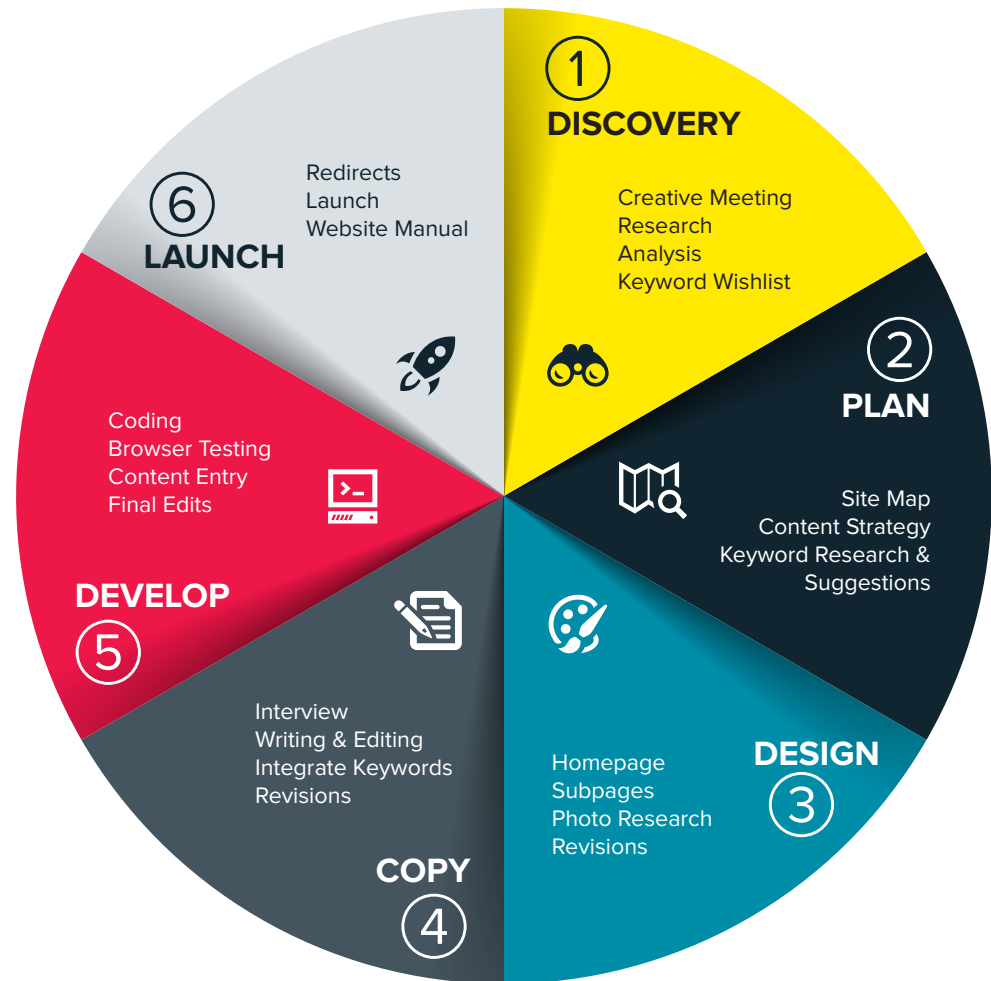 1
DISCOVERY
Creative Meeting
Research
Analysis
Keyword Wishlist
2
PLAN
Site Map
Content Strategy
Keyword Research &
Suggestions
DESIGN
3
Homepage
Subpages
Photo Research
Revisions
Interview
Writing & Editing
Integrate Keywords
Revisions
COPY
4
Coding
Browser Testing
Content Entry
Final Edits
DEVELOP
5
6
LAUNCH
Redirects
Launch
Website Manual